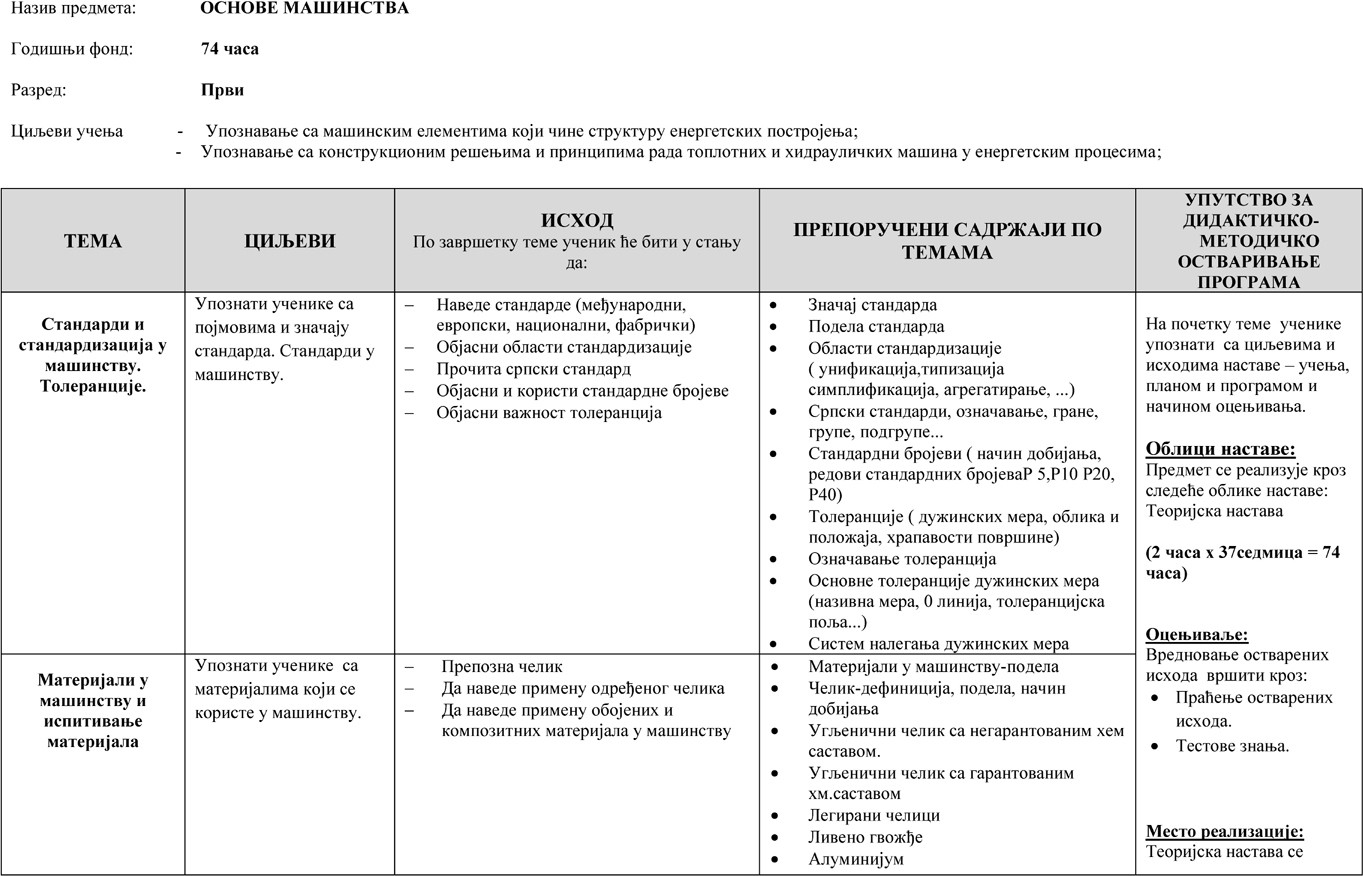 Назив предмета: ОСНОВЕ МАШИНСТВА
Годишњи фонд: 74 часа
Разред: Први
Циљеви учења - Упознавање са машинским елементима који чине структуру енергетских постројења;
- Упознавање са конструкционим решењима и принципима рада топлотних и хидрауличких машина у енергетским процесима;
ТЕМА
ЦИЉЕВИ
ИСХОД
По завршетку теме ученик ће бити у стању
да:
ПРЕПОРУЧЕНИ САДРЖАЈИ ПО
ТЕМАМА
УПУТСТВО ЗА
ДИДАКТИЧКО-
МЕТОДИЧКО
ОСТВАРИВАЊЕ
ПРОГРАМА
Стандарди и
стандардизација у
машинству.
Толеранције.
Упознати ученике са
појмовима и значају
стандарда. Стандарди у
машинству.
– Наведе стандарде (међународни,
европски, национални, фабрички)
– Објасни области стандардизације
– Прочита српски стандард
– Објасни и користи стандардне бројеве
– Објасни важност толеранција
• Значај стандарда
• Подела стандарда
• Области стандардизације
( унификација,типизација
симплификација, агрегатирање, ...)
• Српски стандарди, означавање, гране,
групе, подгрупе...
• Стандардни бројеви ( начин добијања,
редови стандардних бројеваР 5,Р10 Р20,
Р40)
• Толеранције ( дужинских мера, облика и
положаја, храпавости површине)
• Означавање толеранција
• Основне толеранције дужинских мера
(називна мера, 0 линија, толеранцијска
поља...)
• Систем налегања дужинских мера
На почетку теме ученике
упознати са циљевима и
исходима наставе – учења,
планом и програмом и
начином оцењивања.
Облици наставе:
Предмет се реализује кроз
следеће облике наставе:
Теоријска настава
(2 часа х 37седмица = 74
часа)
Оцењиваље:
Вредновање остварених
исхода вршити кроз:
• Праћење остварених
исхода.
• Тестове знања.
Место реализације:
Теоријска настава се
Материјали у
машинству и
испитивање
материјала
Упознати ученике са
материјалима који се
користе у машинству.
– Препозна челик
– Да наведе примену одређеног челика
– Да наведе примену обојених и
композитних материјала у машинству
• Материјали у машинству-подела
• Челик-дефиниција, подела, начин
добијања
• Угљенични челик са негарантованим хем
саставом.
• Угљенични челик са гарантованим
хм.саставом
• Легирани челици
• Ливено гвожђе
• Алуминијум